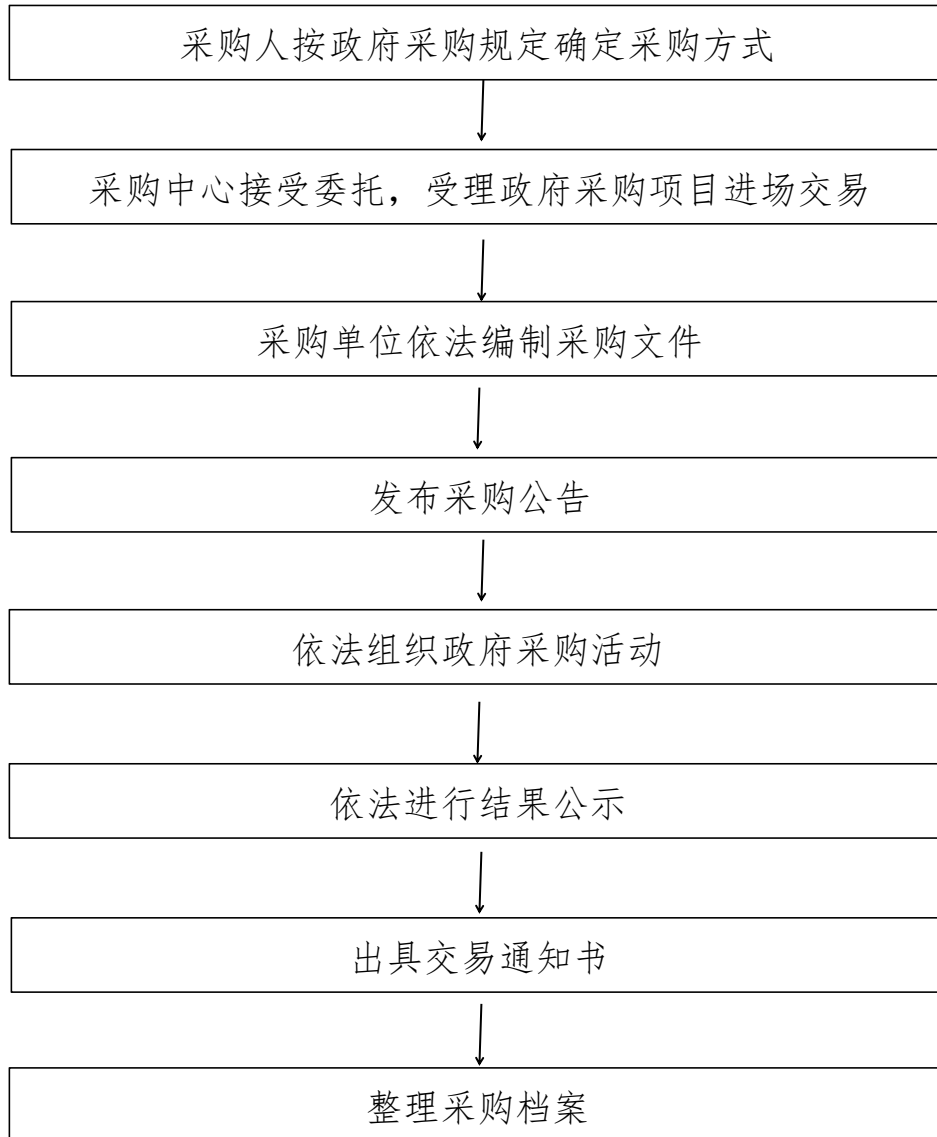 采购人按政府采购规定确定采购方式
采购中心接受委托，受理政府采购项目进场交易
采购单位依法编制采购文件
发布采购公告
依法组织政府采购活动
依法进行结果公示
出具交易通知书
整理采购档案